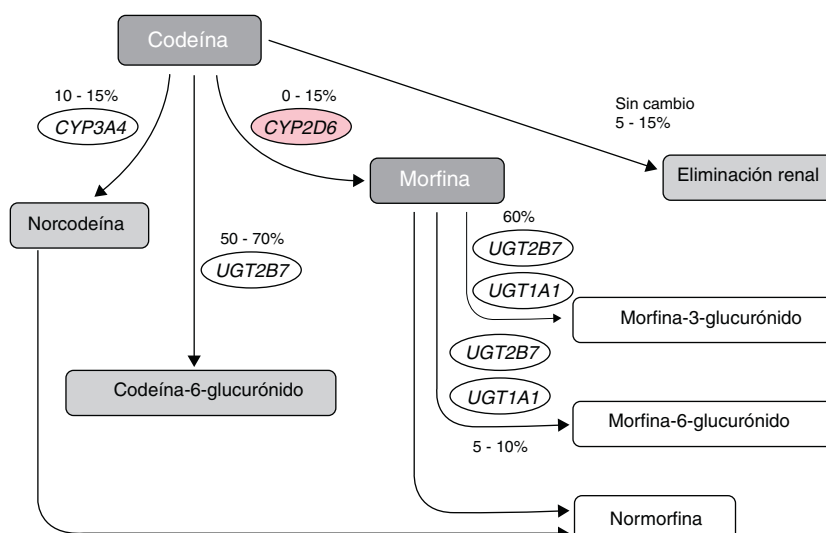 Codeína
10 - 15%
CYP3A4
0 - 15%
CYP2D6
Sin cambio
5 - 15%
Morfina
Eliminación renal
Norcodeína
50 - 70%
UGT2B7
60%
UGT2B7
UGT1A1
Morfina-3-glucurónido
UGT2B7
UGT1A1
Codeína-6-glucurónido
Morfina-6-glucurónido
5 - 10%
Normorfina